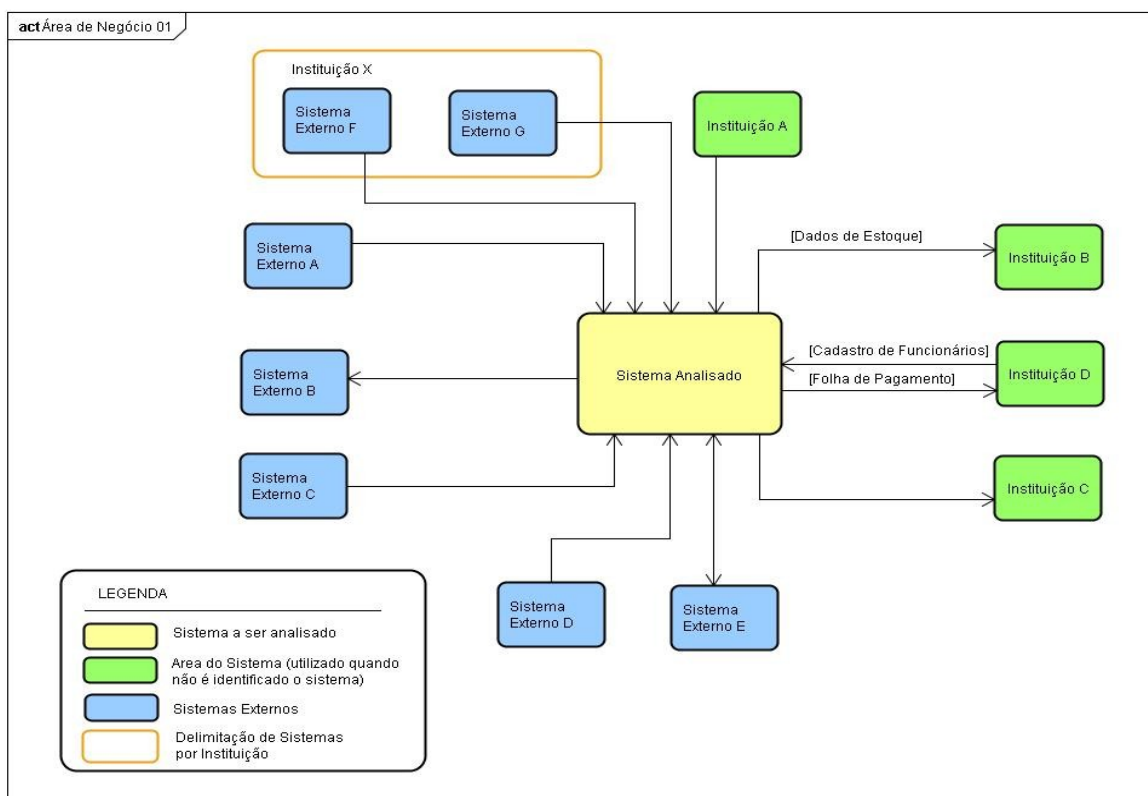 act Área de Negócio 01
Instituição X
Sistema
Externo F
Sistema
Externo G
Instituição A
Sistema
Externo A
[Dados de Estoque]
Instituição B
Sistema
Externo B
Sistema Analisado
[Cadastro de Funcionários]
[Folha de Pagamento]
Instituição D
Sistema
Externo C
Instituição C
Sistema
Externo D
Sistema
Externo E
LEGENDA
Sistema a ser analisado
Area do Sistema (utilizado quando
não é identificado o sistema)
Sistemas Externos
Delimitação de Sistemas
por Instituição